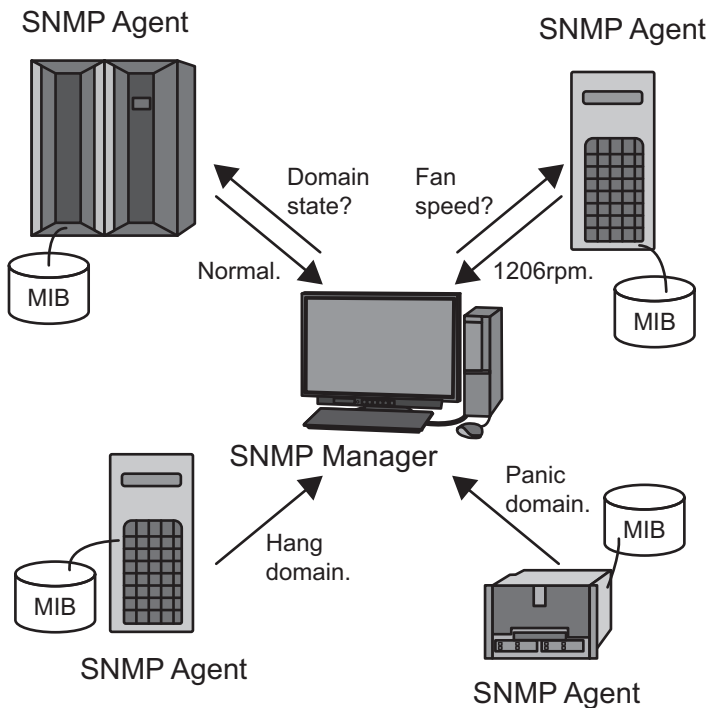 SNMP Agent
SNMP Agent
Domain
state?
Fan
speed?
Normal.
1206rpm.
MIB
MIB
SNMP Manager
Panic
domain.
MIB
Hang
domain.
MIB
SNMP Agent
SNMP Agent